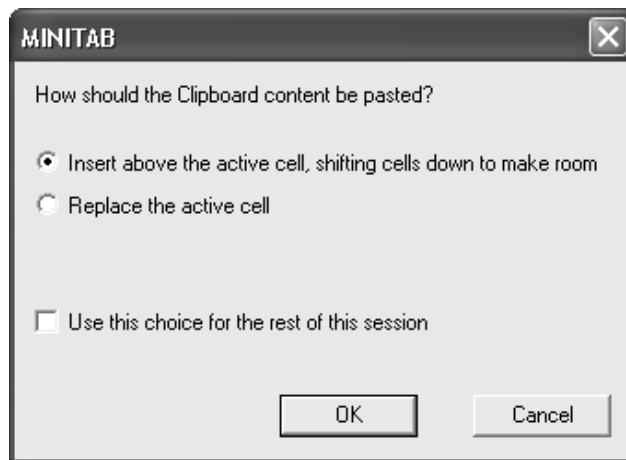 MINITAB
How should the Clipboard content be pasted?
Insert above the active cell, shifting cells down to make room
Replace the active cell
Use this choice for the rest of this session
OK Cancel